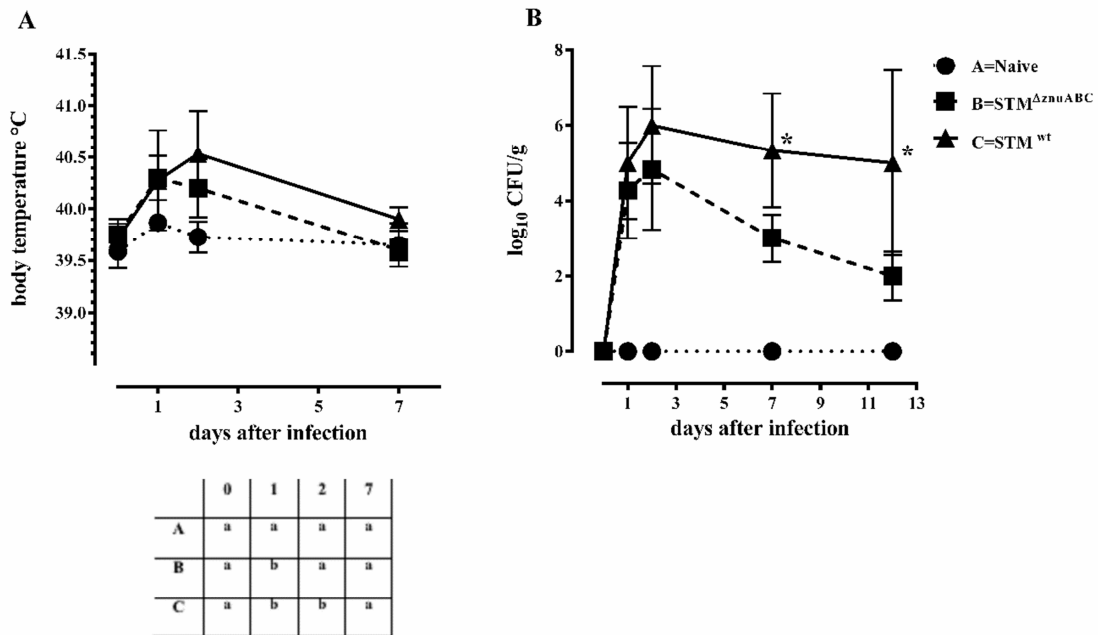 A
B
41.5
41.0
40.5
40.0
39.5
39.0
body temperature °C
1
3
5
7
days after infection
8
6
4
2
0
log10 CFU/g
*
*
1
3
5
7
9
11
13
days after infection
A=Naive
B=STMΔznuABC
C=STM wt
0 1 2 7
A a a a a
B a b a a
C a b b a